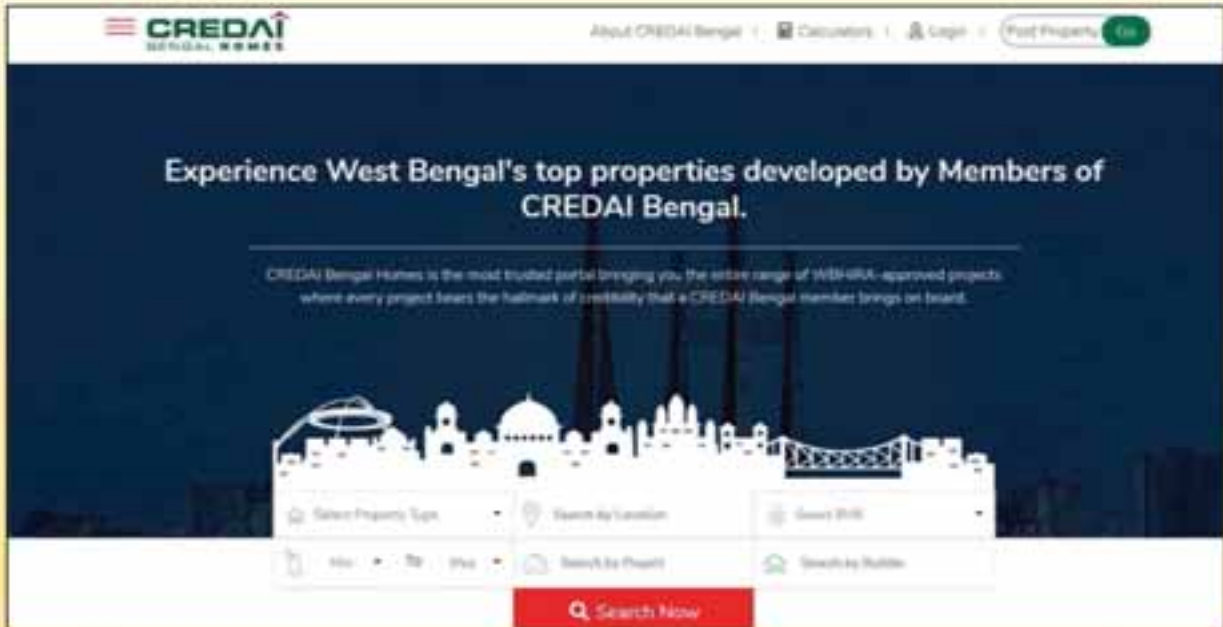 CREDAI
BENGAL HOMES
About CREDAI Bengal
Calculators
Login
Post Property
Go
Experience West Bengal's top properties developed by Members of
CREDAI Bengal.
CREDAI Bengal Homes is the most trusted portal bringing you the entire range of WBHIRA-approved projects
where every project bears the hallmark of credibility that a CREDAI Bengal member brings on board.
Select Property Type
Search by Location
Select BHK
Min
To
Max
Search by Project
Search by Builder
Search Now